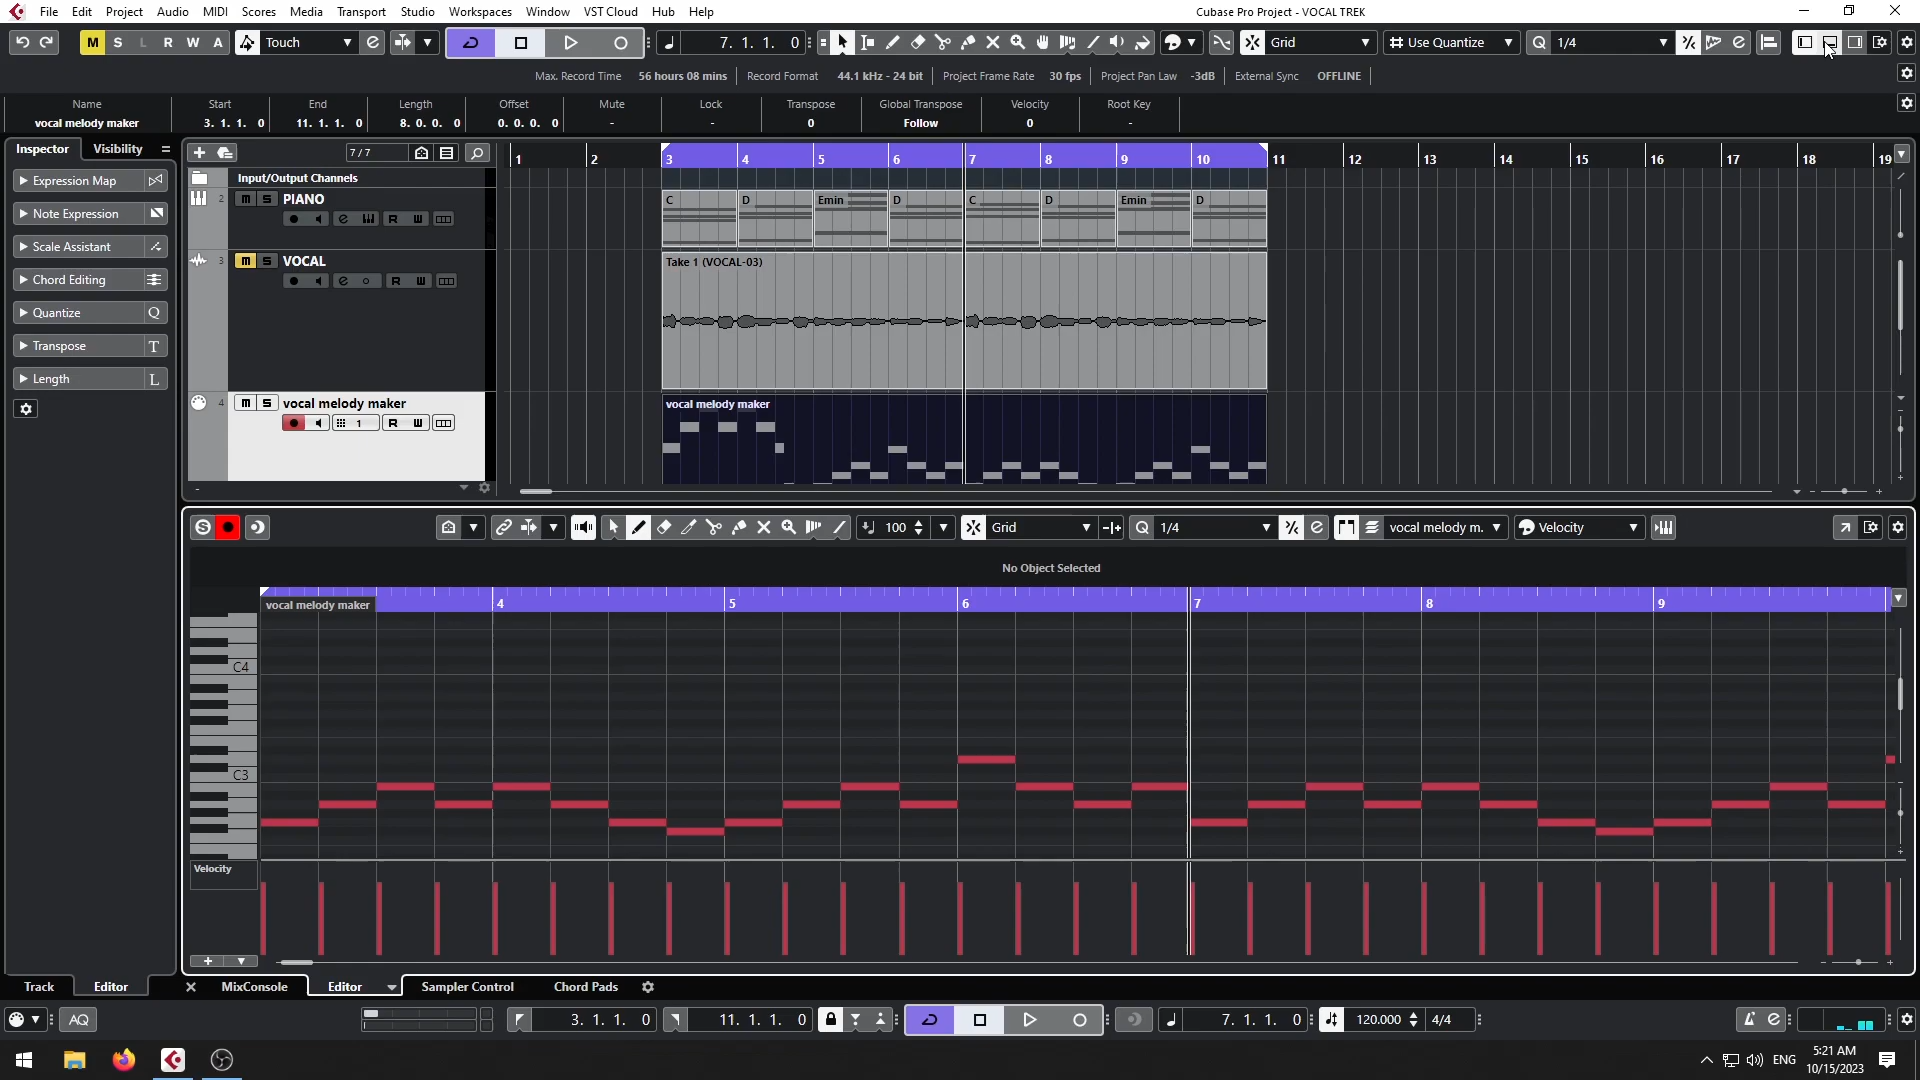 File Edit Project Audio MIDI Scores Media Transport Studio Workspaces Window VST Cloud Hub Help
Cubase Pro Project - VOCAL TREK
M S L R W A Touch
7. 1. 1. 0
Grid
Use Quantize
1/4
Max. Record Time 56 hours 08 mins Record Format 44.1 kHz - 24 bit Project Frame Rate 30 fps Project Pan Law -3dB External Sync OFFLINE
Name Start End Length Offset Mute Lock Transpose Global Transpose Velocity Root Key
vocal melody maker 3. 1. 1. 0 11. 1. 1. 0 8. 0. 0. 0 0. 0. 0. 0 - - 0 Follow 0 -
Inspector Visibility
7 / 7
1 2 3 4 5 6 7 8 9 10 11 12 13 14 15 16 17 18 19
Expression Map
Note Expression
Scale Assistant
Chord Editing
Quantize Q
Transpose T
Length L
Input/Output Channels
2 m S PIANO
R W
C D Emin D C D Emin D
3 m S VOCAL
R W
Take 1 (VOCAL-03)
4 m S vocal melody maker
1 R W
vocal melody maker
100
Grid
1/4
vocal melody m.
Velocity
No Object Selected
vocal melody maker 4 5 6 7 8 9
C4
C3
Velocity
Track Editor MixConsole Editor Sampler Control Chord Pads
AQ
3. 1. 1. 0
11. 1. 1. 0
7. 1. 1. 0
120.000
4/4
ENG
5:21 AM
10/15/2023